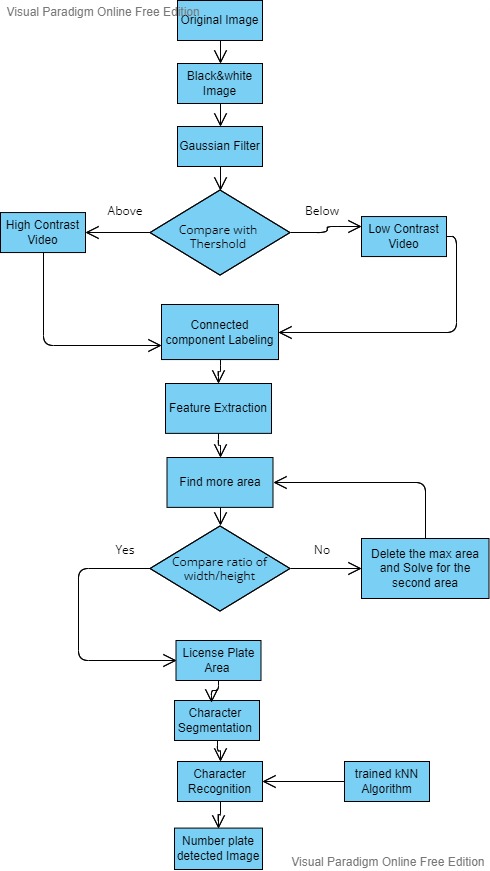 Visual Paradigm Online Free Edition
Original Image
Black&white
Image
Gaussian Filter
Above
Below
Compare with
Thershold
High Contrast
Video
Low Contrast
Video
Connected
component Labeling
Feature Extraction
Find more area
Yes
No
Compare ratio of
width/height
Delete the max area
and Solve for the
second area
License Plate
Area
Character
Segmentation
Character
Recognition
trained kNN
Algorithm
Number plate
detected Image
Visual Paradigm Online Free Edition